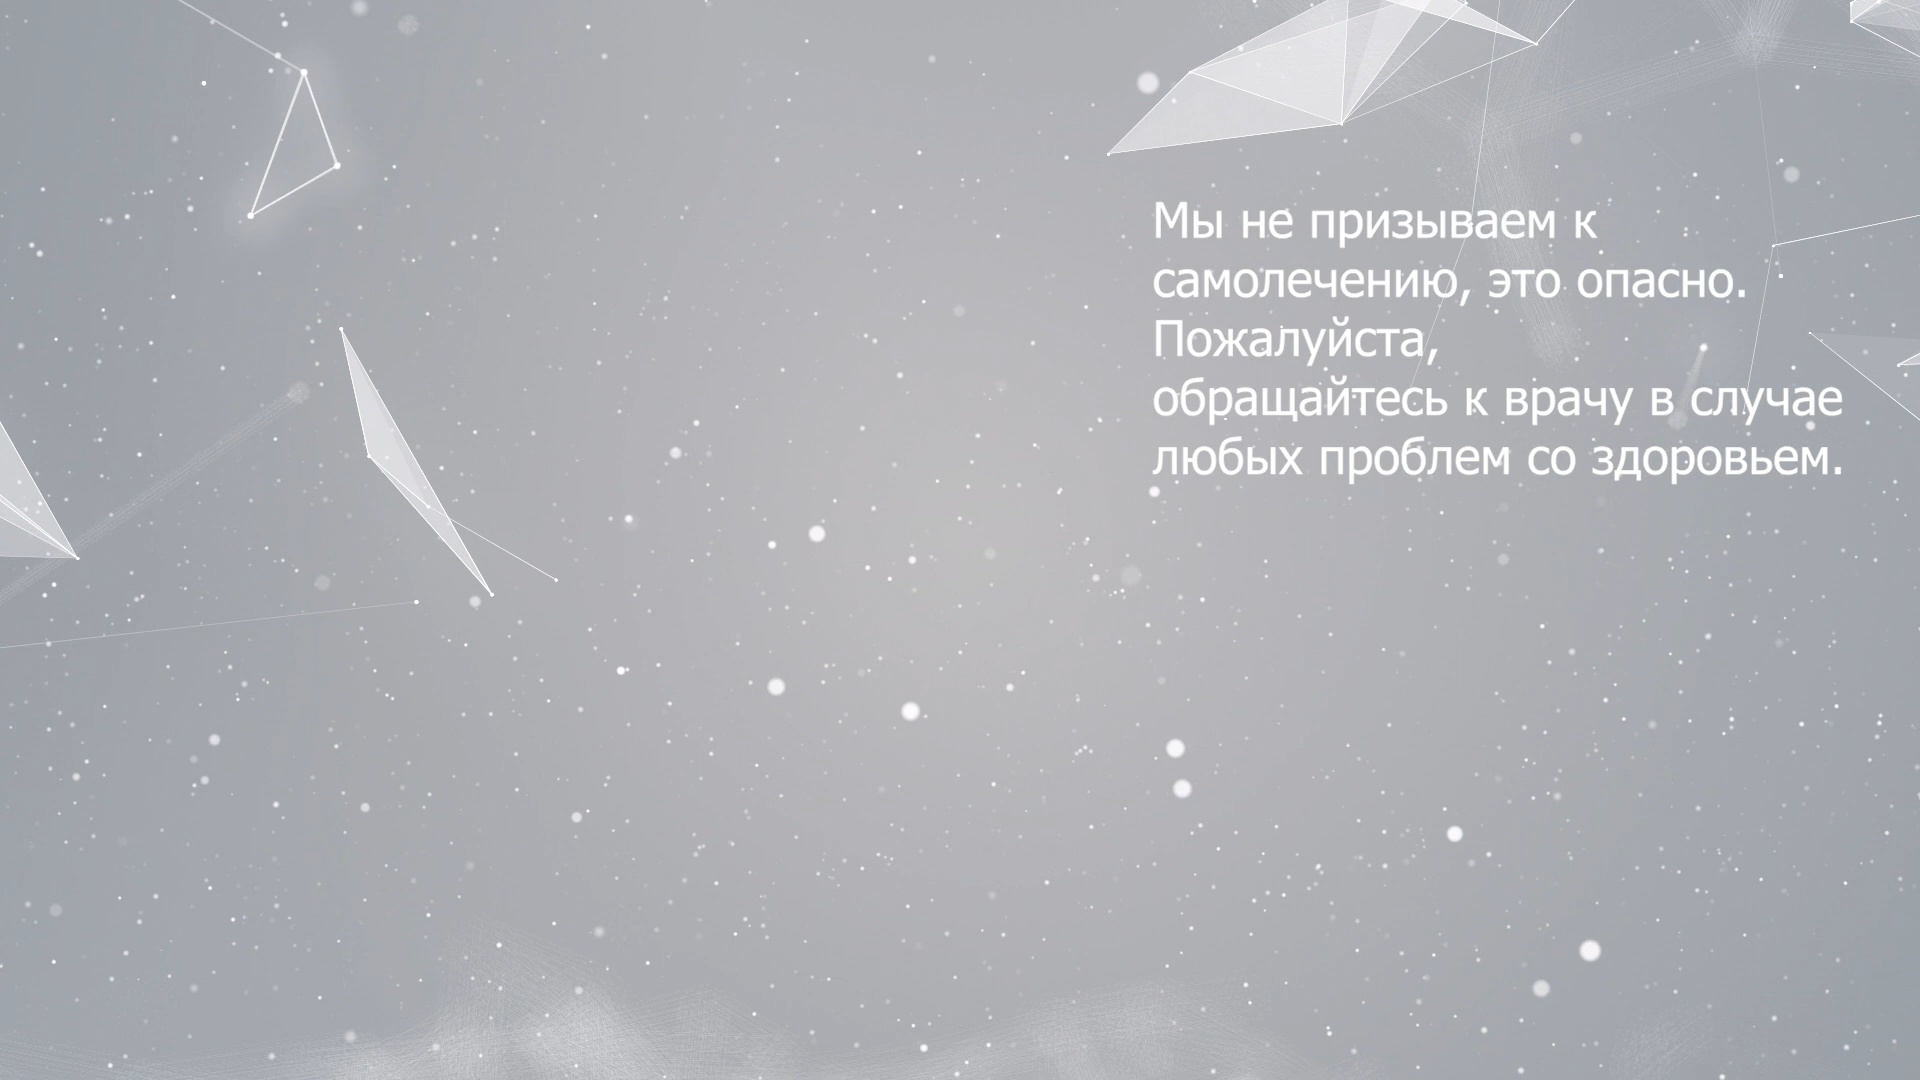 Мы не призываем к
самолечению, это опасно.
Пожалуйста,
обращайтесь к врачу в случае
любых проблем со здоровьем.